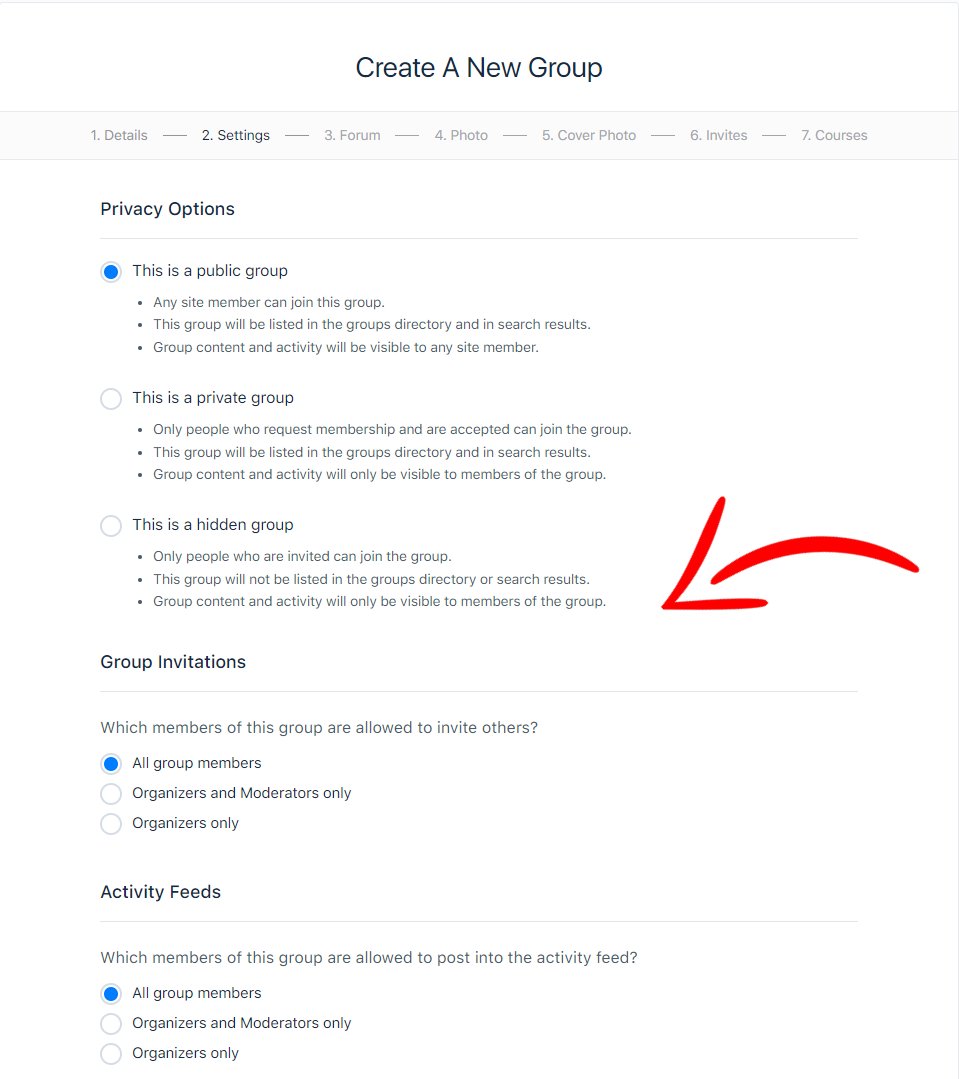 Create A New Group
1. Details
2. Settings
3. Forum
4. Photo
5. Cover Photo
6. Invites
7. Courses
Privacy Options
This is a public group
Any site member can join this group.
This group will be listed in the groups directory and in search results.
Group content and activity will be visible to any site member.
This is a private group
Only people who request membership and are accepted can join the group.
This group will be listed in the groups directory and in search results.
Group content and activity will only be visible to members of the group.
This is a hidden group
Only people who are invited can join the group.
This group will not be listed in the groups directory or search results.
Group content and activity will only be visible to members of the group.
Group Invitations
Which members of this group are allowed to invite others?
All group members
Organizers and Moderators only
Organizers only
Activity Feeds
Which members of this group are allowed to post into the activity feed?
All group members
Organizers and Moderators only
Organizers only